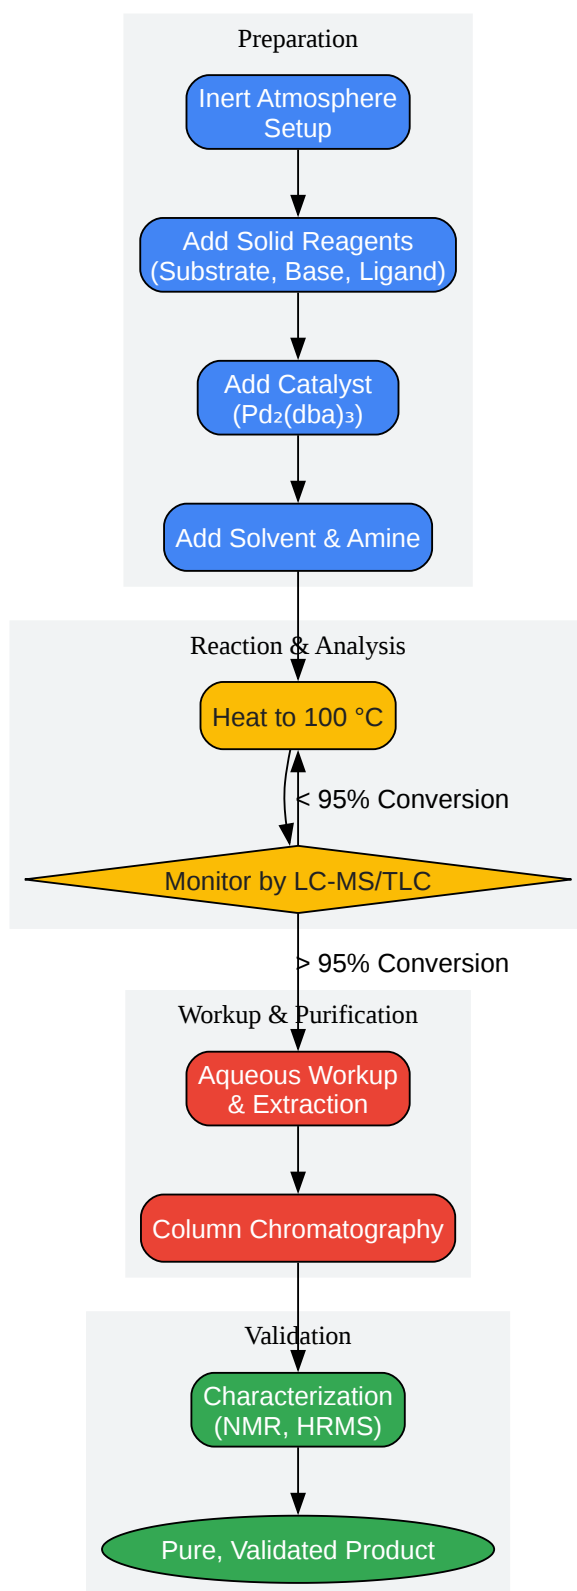 Preparation
Inert Atmosphere
Setup
Add Solid Reagents
(Substrate, Base, Ligand)
Add Catalyst
(Pd₂(dba)₃)
Add Solvent & Amine
Reaction & Analysis
Heat to 100 °C
< 95% Conversion
Monitor by LC-MS/TLC
> 95% Conversion
Workup & Purification
Aqueous Workup
& Extraction
Column Chromatography
Validation
Characterization
(NMR, HRMS)
Pure, Validated Product